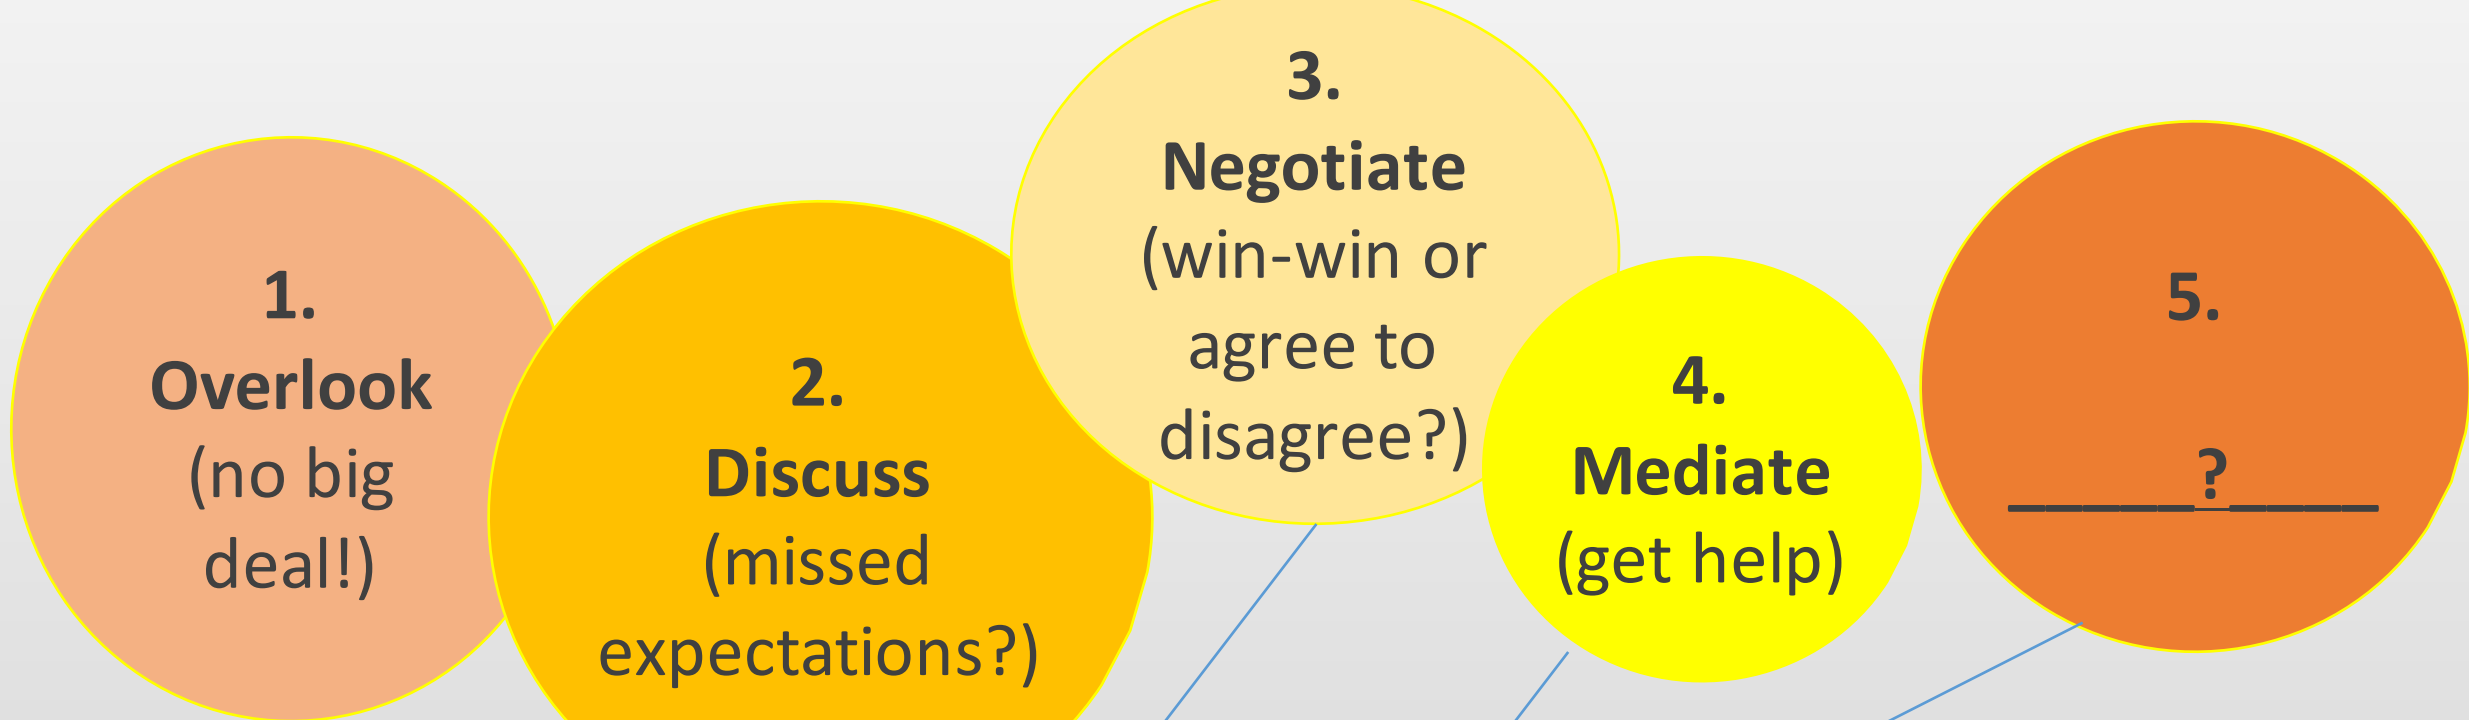 1.
Overlook
(no big
deal!)
2.
Discuss
(missed
expectations?)
3.
Negotiate
(win-win or
agree to
disagree?)
4.
Mediate
(get help)
5.
_____?____